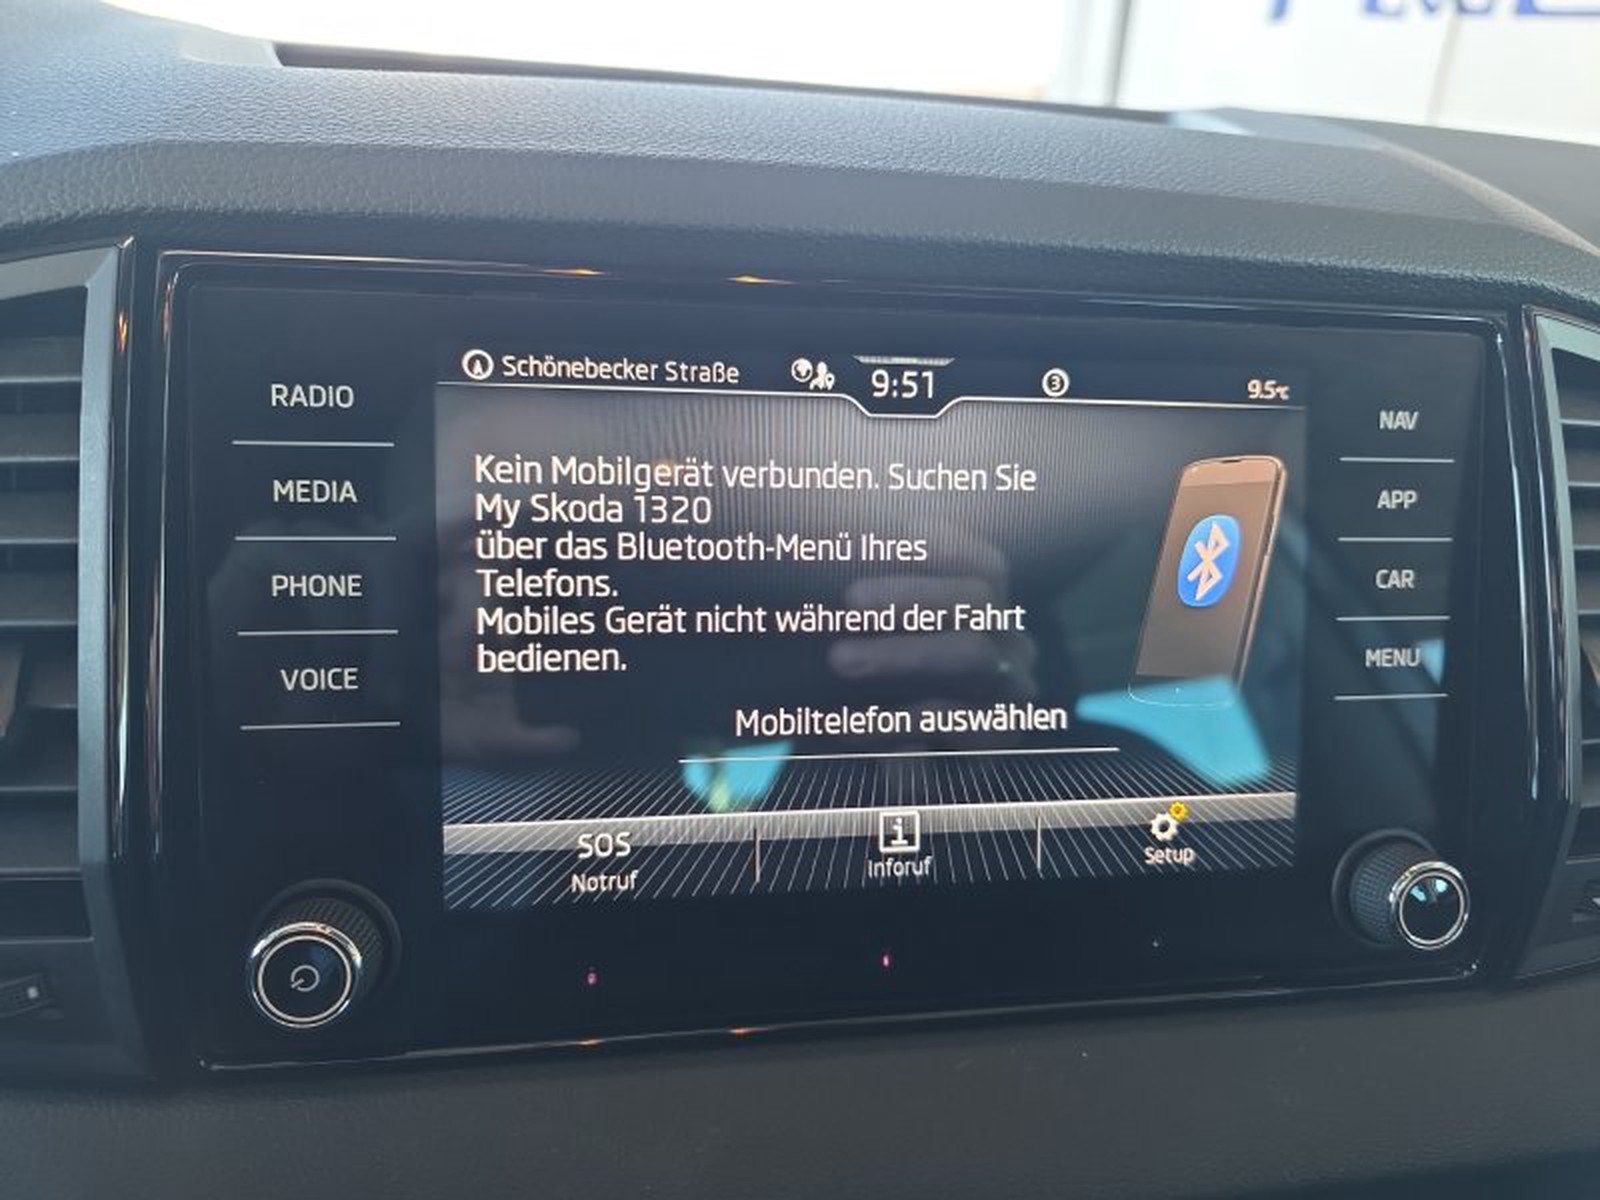 Schönebecker Straße
9:51
3
9.5°C
RADIO
MEDIA
PHONE
VOICE
Kein Mobilgerät verbunden. Suchen Sie
My Skoda 1320
über das Bluetooth-Menü Ihres
Telefons.
Mobiles Gerät nicht während der Fahrt
bedienen.
Mobiltelefon auswählen
SOS
Notruf
i
Inforuf
Setup
NAV
APP
CAR
MENU